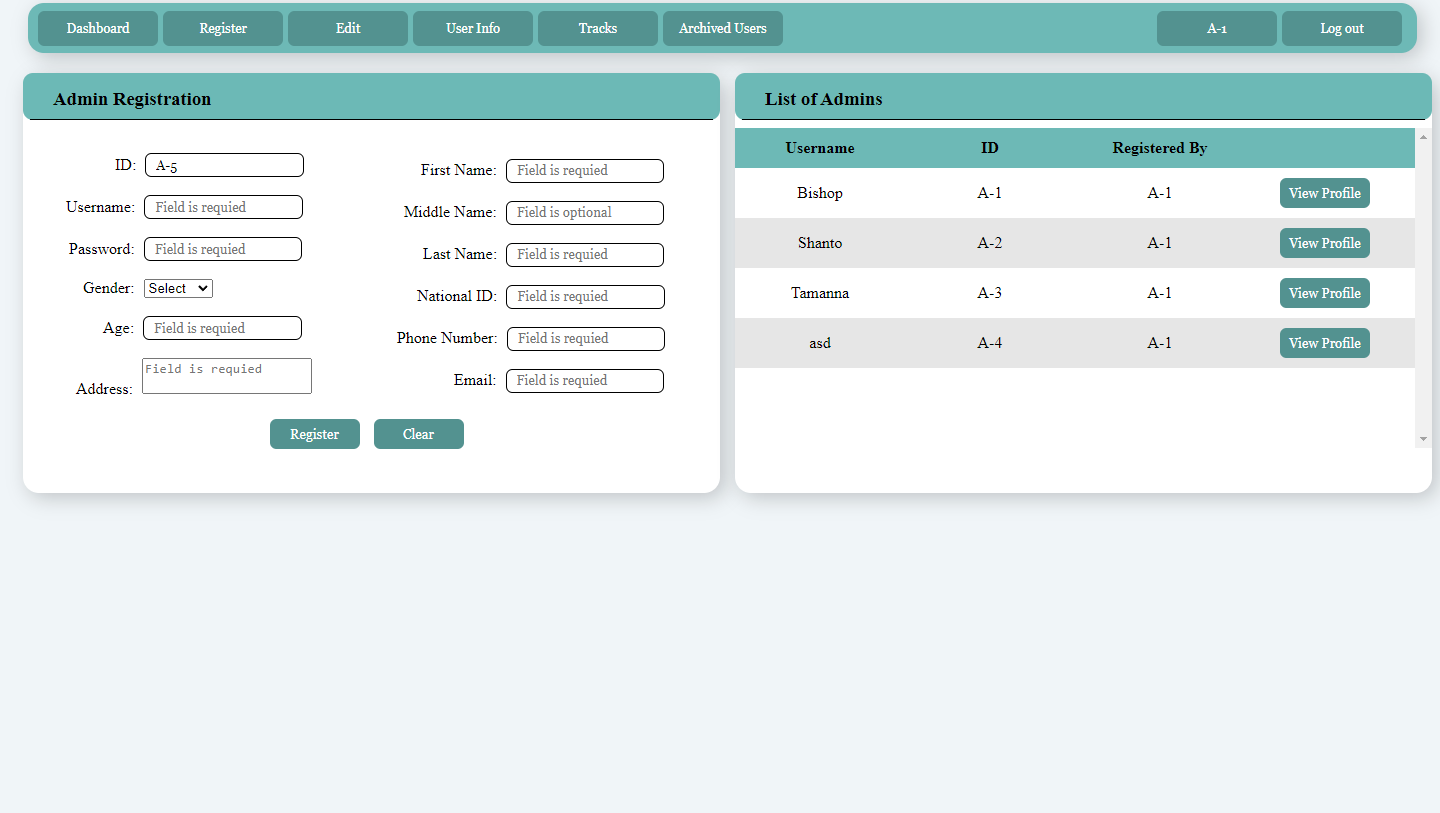 Dashboard Register Edit User Info Tracks Archived Users A-1 Log out
Admin Registration
ID: A-5
Username: Field is requied
Password: Field is requied
Gender: Select
Age: Field is requied
Address: Field is requied
First Name: Field is requied
Middle Name: Field is optional
Last Name: Field is requied
National ID: Field is requied
Phone Number: Field is requied
Email: Field is requied
Register Clear
List of Admins
Username ID Registered By
Bishop A-1 A-1 View Profile
Shanto A-2 A-1 View Profile
Tamanna A-3 A-1 View Profile
asd A-4 A-1 View Profile